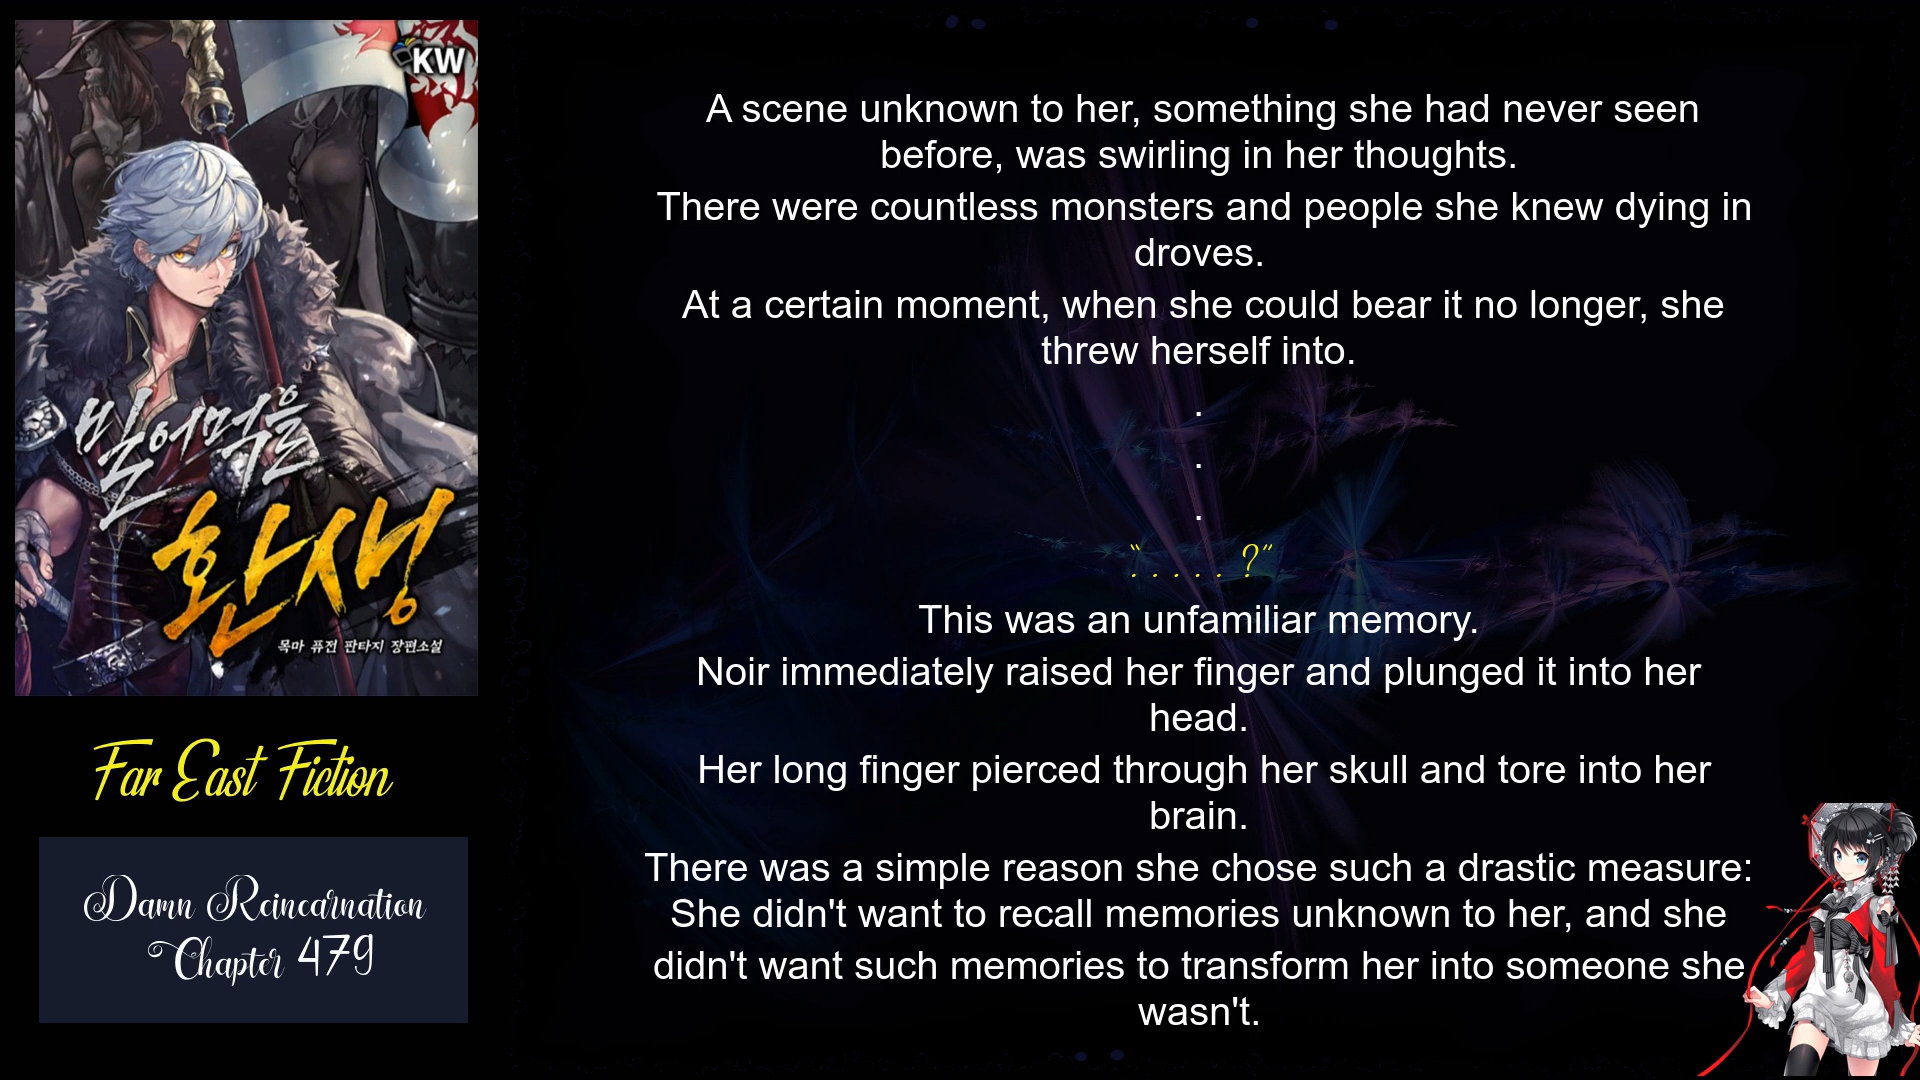 KW
빌어먹을
환생
목마 퓨전 판타지 장편소설
Far East Fiction
Damn Reincarnation
Chapter 479
A scene unknown to her, something she had never seen
before, was swirling in her thoughts.
There were countless monsters and people she knew dying in
droves.
At a certain moment, when she could bear it no longer, she
threw herself into.
.
.
.
“.....?”
This was an unfamiliar memory.
Noir immediately raised her finger and plunged it into her
head.
Her long finger pierced through her skull and tore into her
brain.
There was a simple reason she chose such a drastic measure:
She didn't want to recall memories unknown to her, and she
didn't want such memories to transform her into someone she
wasn't.